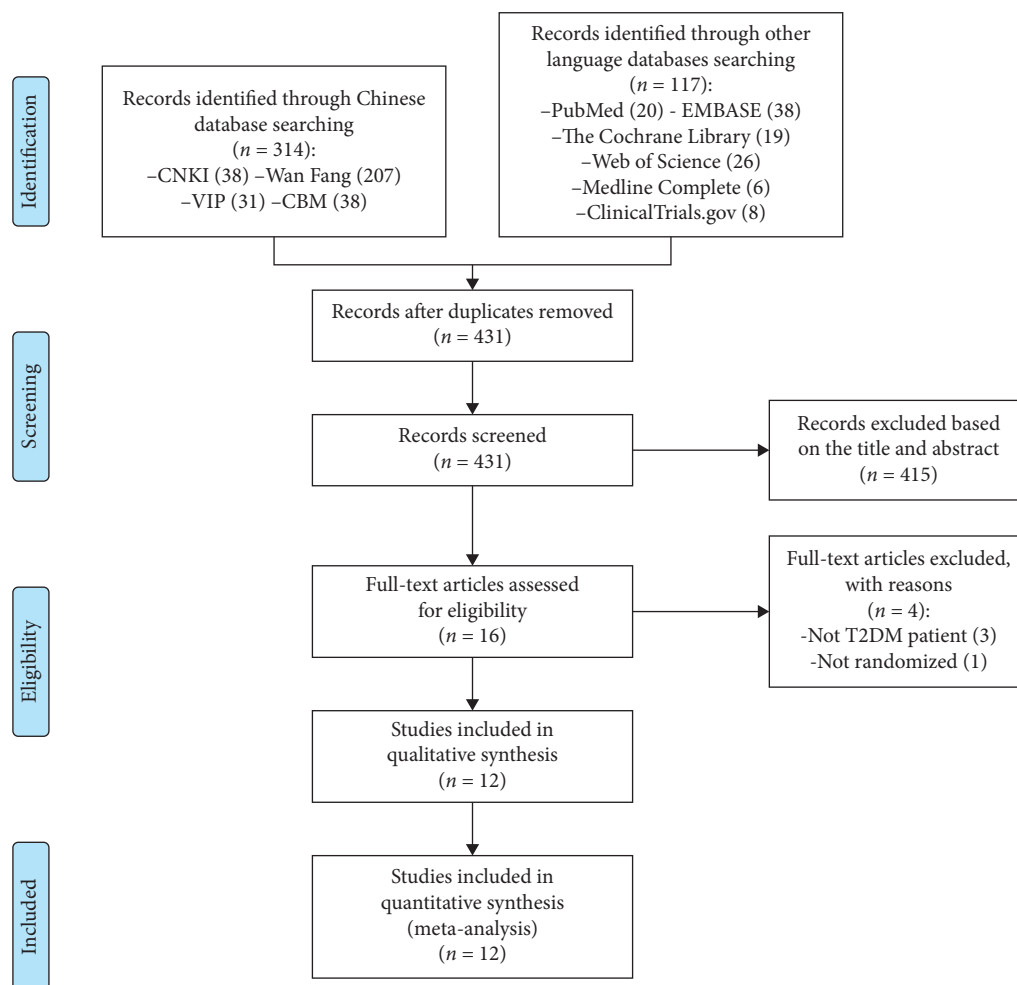 Identification
Records identified through Chinese
database searching
(n = 314):
–CNKI (38) –Wan Fang (207)
–VIP (31) –CBM (38)
Records identified through other
language databases searching
(n = 117):
–PubMed (20) - EMBASE (38)
–The Cochrane Library (19)
–Web of Science (26)
–Medline Complete (6)
–ClinicalTrials.gov (8)
Records after duplicates removed
(n = 431)
Screening
Records screened
(n = 431)
Records excluded based
on the title and abstract
(n = 415)
Eligibility
Full-text articles assessed
for eligibility
(n = 16)
Full-text articles excluded,
with reasons
(n = 4):
-Not T2DM patient (3)
-Not randomized (1)
Studies included in
qualitative synthesis
(n = 12)
Included
Studies included in
quantitative synthesis
(meta-analysis)
(n = 12)